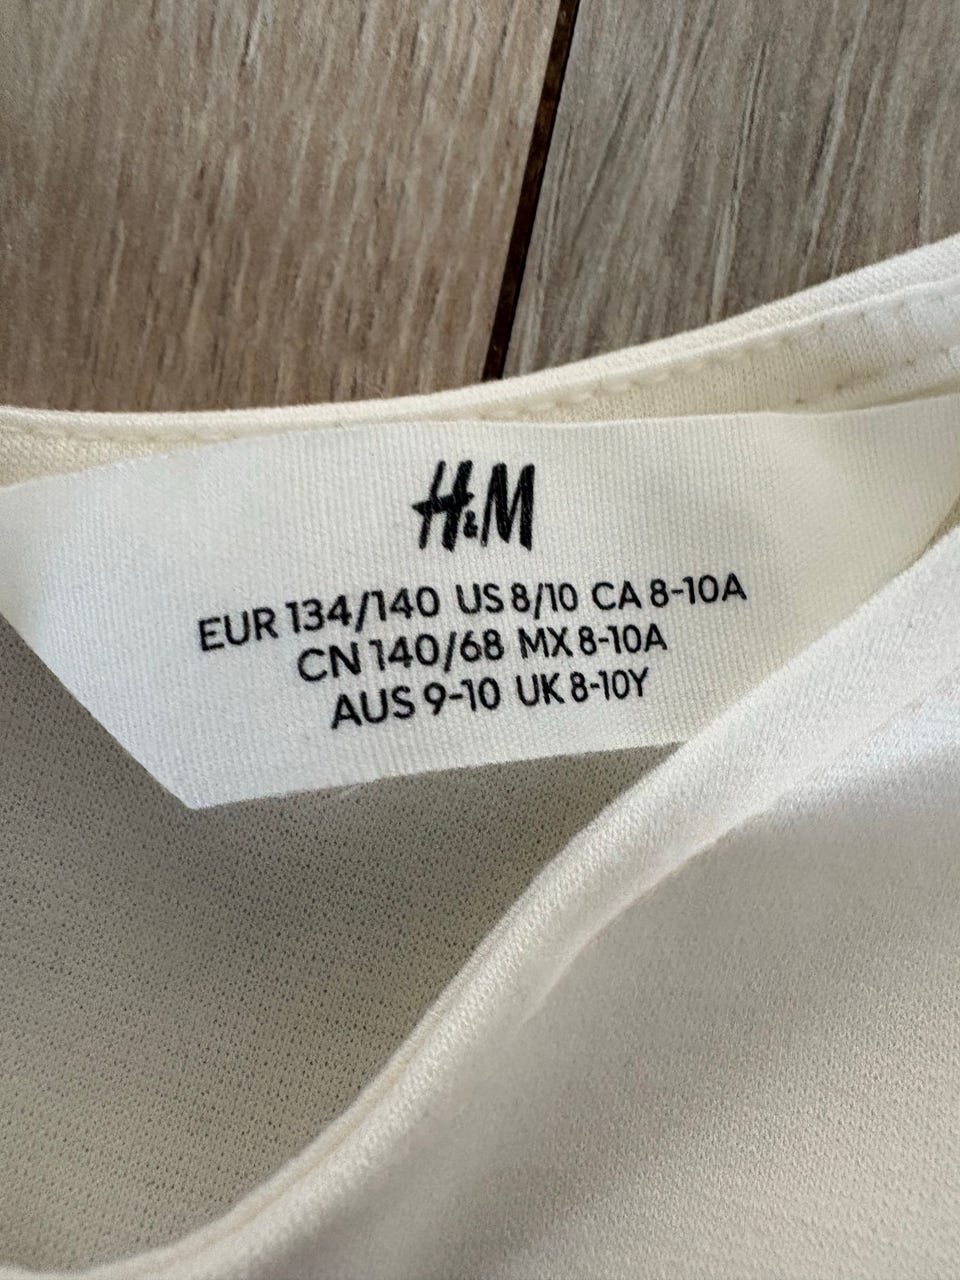 H&M
EUR 134/140 US 8/10 CA 8-10A
CN 140/68 MX 8-10A
AUS 9-10 UK 8-10Y